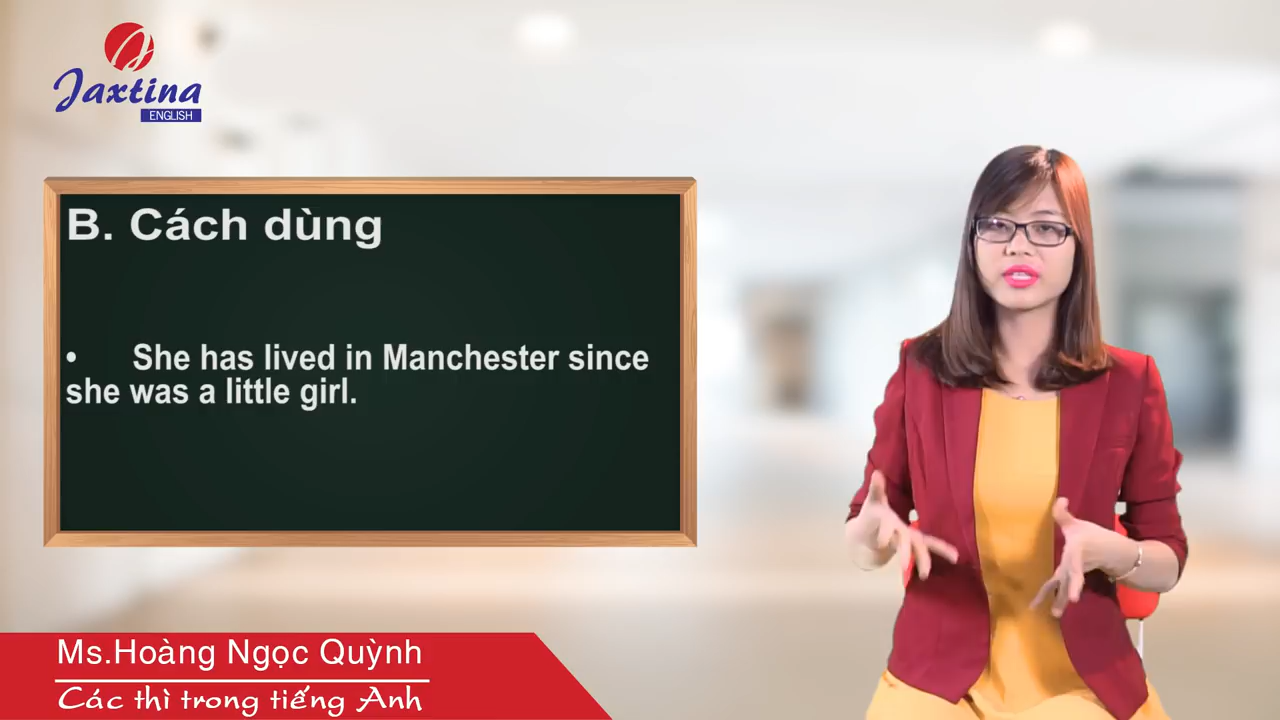 Jaxtina
ENGLISH
B. Cách dùng
• She has lived in Manchester since
she was a little girl.
Ms.Hoàng Ngọc Quỳnh
Các thì trong tiếng Anh